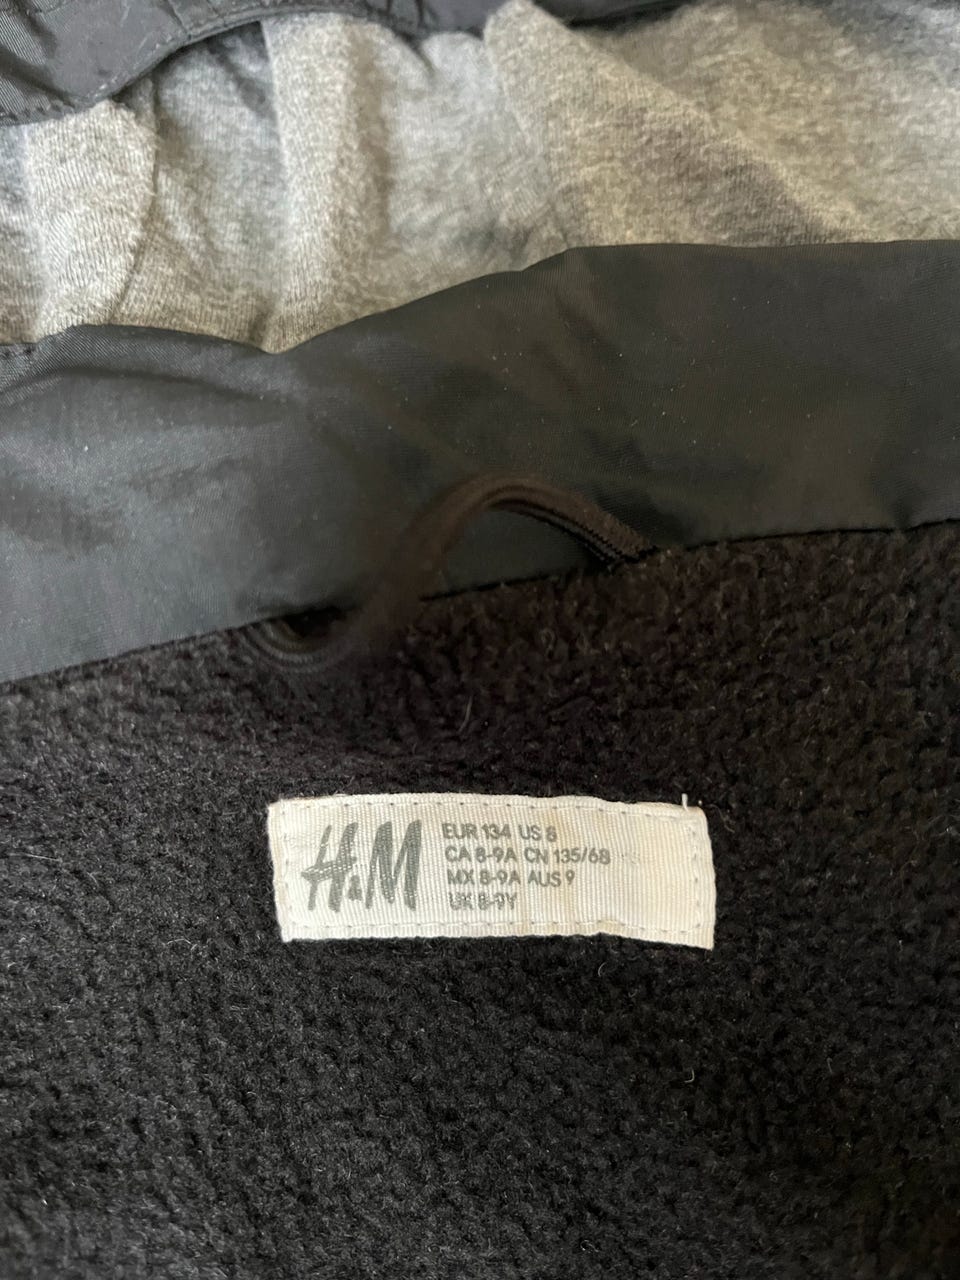 H&M
EUR 134 US 8
CA 8-9A CN 135/68
MX 8-9A AUS 9
UK 8-9Y